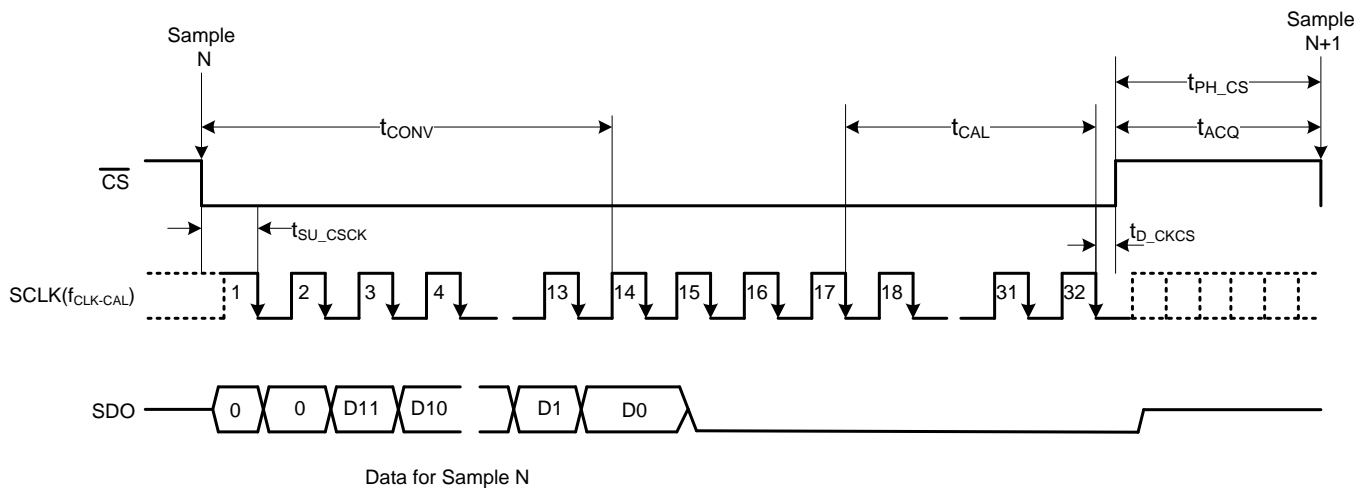 Sample
N
Sample
N+1
tPH_CS
tCONV
tCAL
tACQ
CS
tSU_CSCK
tD_CKCS
SCLK(fCLK-CAL)
1 2 3 4 13 14 15 16 17 18 31 32
SDO
0 0 D11 D10 D1 D0
Data for Sample N